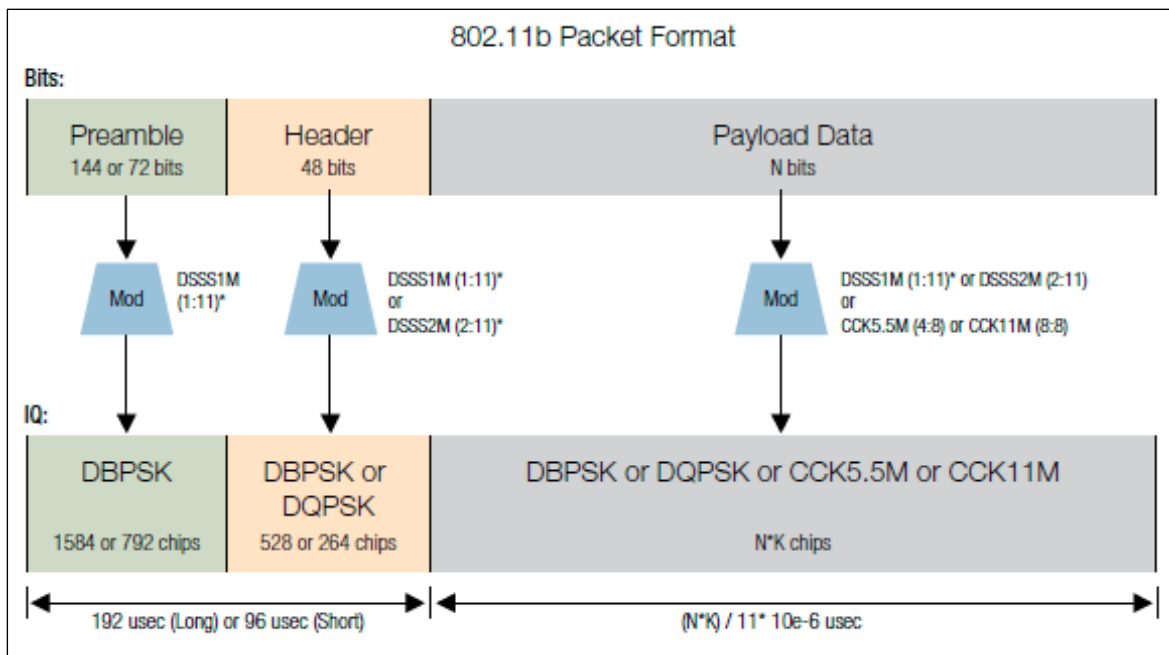 802.11b Packet Format
Bits:
Preamble
144 or 72 bits
Header
48 bits
Payload Data
N bits
Mod
DSSS1M
(1:11)*
Mod
DSSS1M (1:11)*
or
DSSS2M (2:11)*
Mod
DSSS1M (1:11)* or DSSS2M (2:11)
or
CCK5.5M (4:8) or CCK11M (8:8)
IQ:
DBPSK
1584 or 792 chips
DBPSK or
DQPSK
528 or 264 chips
DBPSK or DQPSK or CCK5.5M or CCK11M
N*K chips
192 usec (Long) or 96 usec (Short)
(N*K) / 11* 10e-6 usec